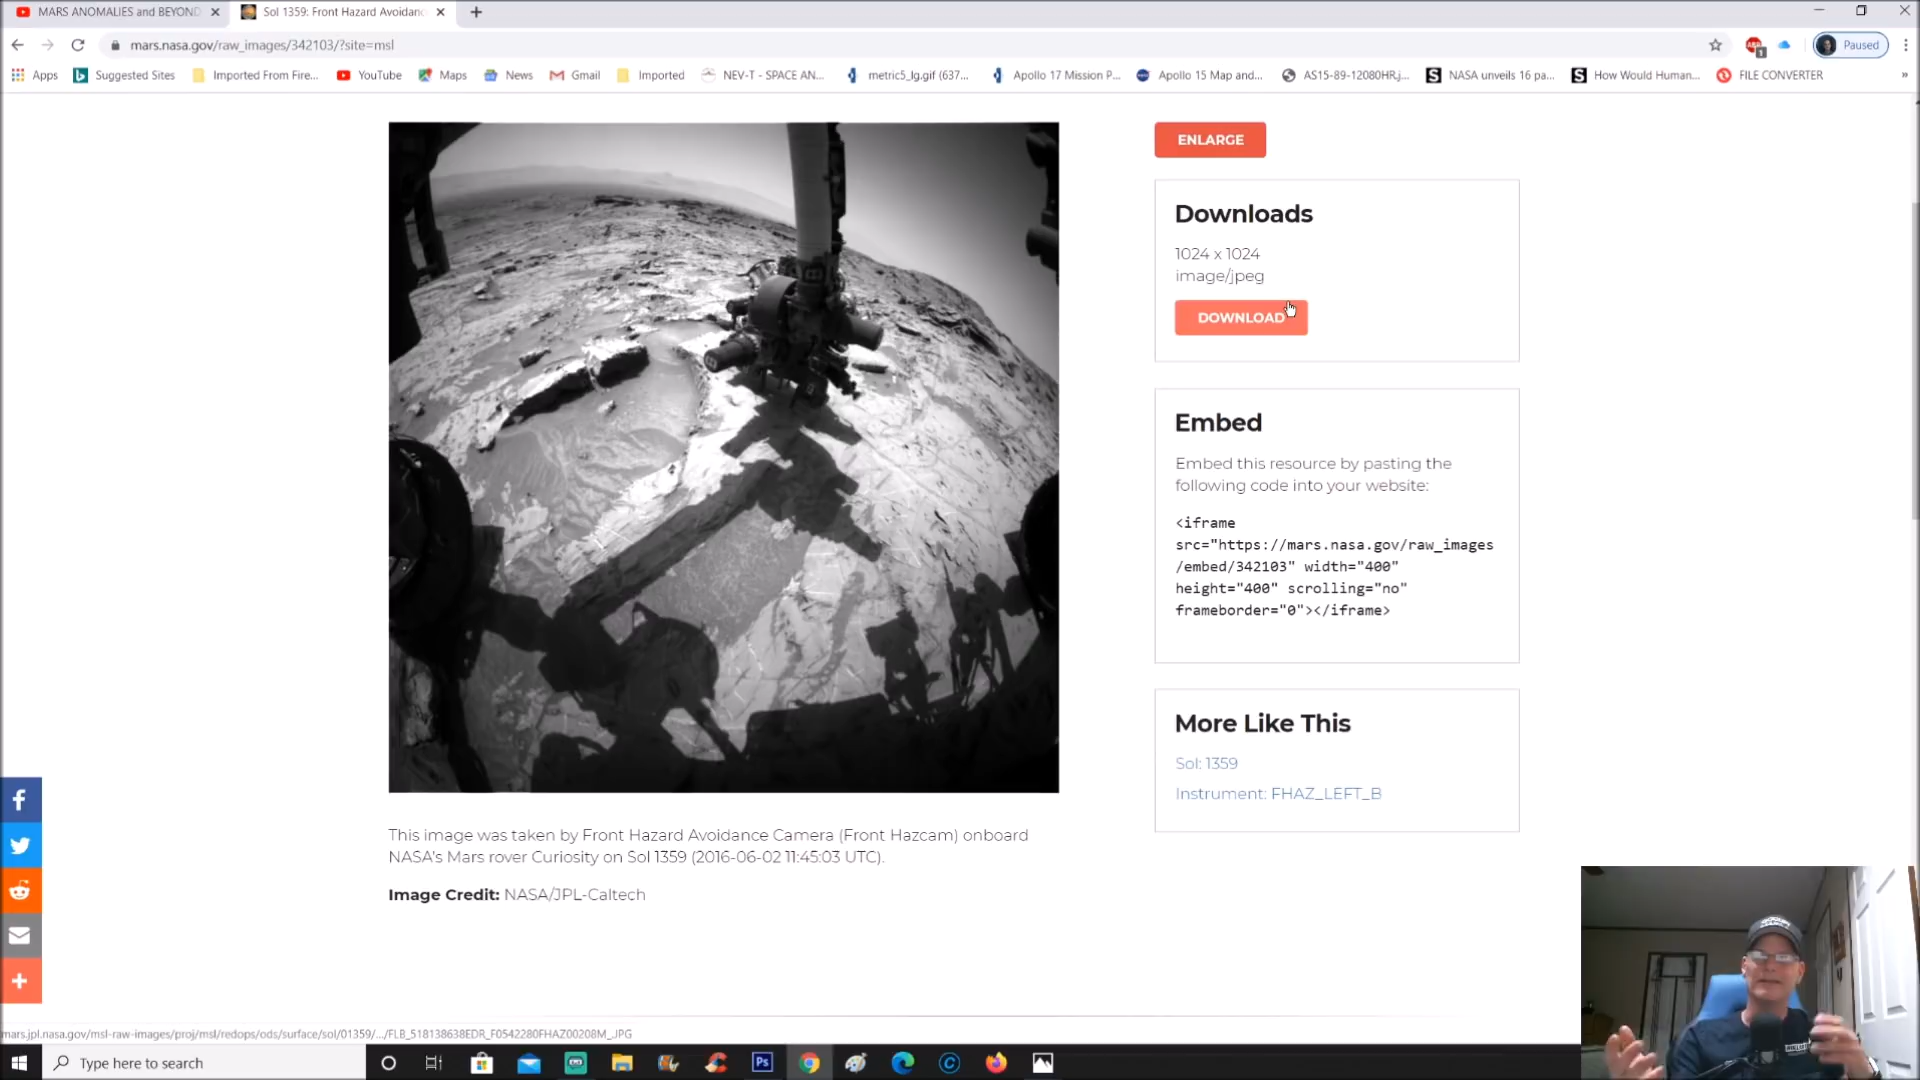 MARS ANOMALIES and BEYOND
Sol 1359: Front Hazard Avoidanc
mars.nasa.gov/raw_images/342103/?site=msl
Paused
Apps
Suggested Sites
Imported From Fire...
YouTube
Maps
News
Gmail
Imported
NEV-T - SPACE AN...
metric5_lg.gif (637...
Apollo 17 Mission P...
Apollo 15 Map and...
AS15-89-12080HR.j...
NASA unveils 16 pa...
How Would Human...
FILE CONVERTER
ENLARGE
Downloads
1024 x 1024
image/jpeg
DOWNLOAD
Embed
Embed this resource by pasting the
following code into your website:
<iframe
src="https://mars.nasa.gov/raw_images
/embed/342103" width="400"
height="400" scrolling="no"
frameborder="0"></iframe>
More Like This
Sol: 1359
Instrument: FHAZ_LEFT_B
This image was taken by Front Hazard Avoidance Camera (Front Hazcam) onboard
NASA's Mars rover Curiosity on Sol 1359 (2016-06-02 11:45:03 UTC).
Image Credit: NASA/JPL-Caltech
mars.jpl.nasa.gov/msl-raw-images/proj/msl/redops/ods/surface/sol/01359/.../FLB_518138638EDR_F0542280FHAZ00208M_.JPG
Type here to search
Ps